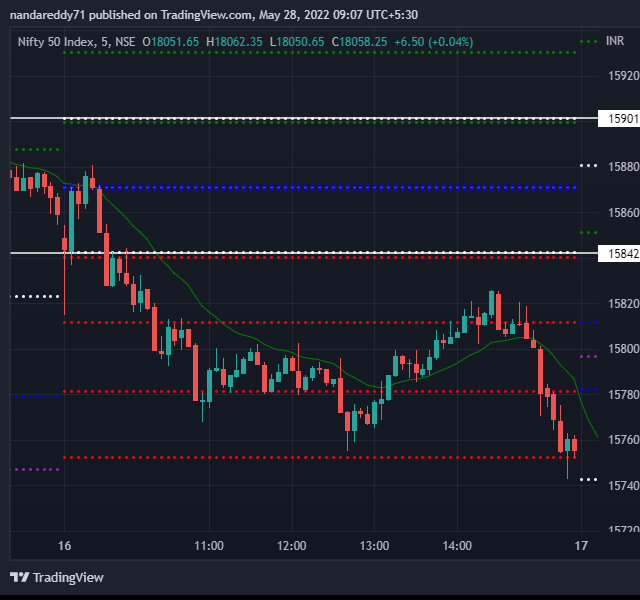 nandareddy71 published on TradingView.com, May 28, 2022 09:07 UTC+5:30
Nifty 50 Index, 5, NSE O18051.65 H18062.35 L18050.65 C18058.25 +6.50 (+0.04%)
INR
15920
15901
15880
15860
15842
15820
15800
15780
15760
15740
15720
16 11:00 12:00 13:00 14:00 17
TradingView